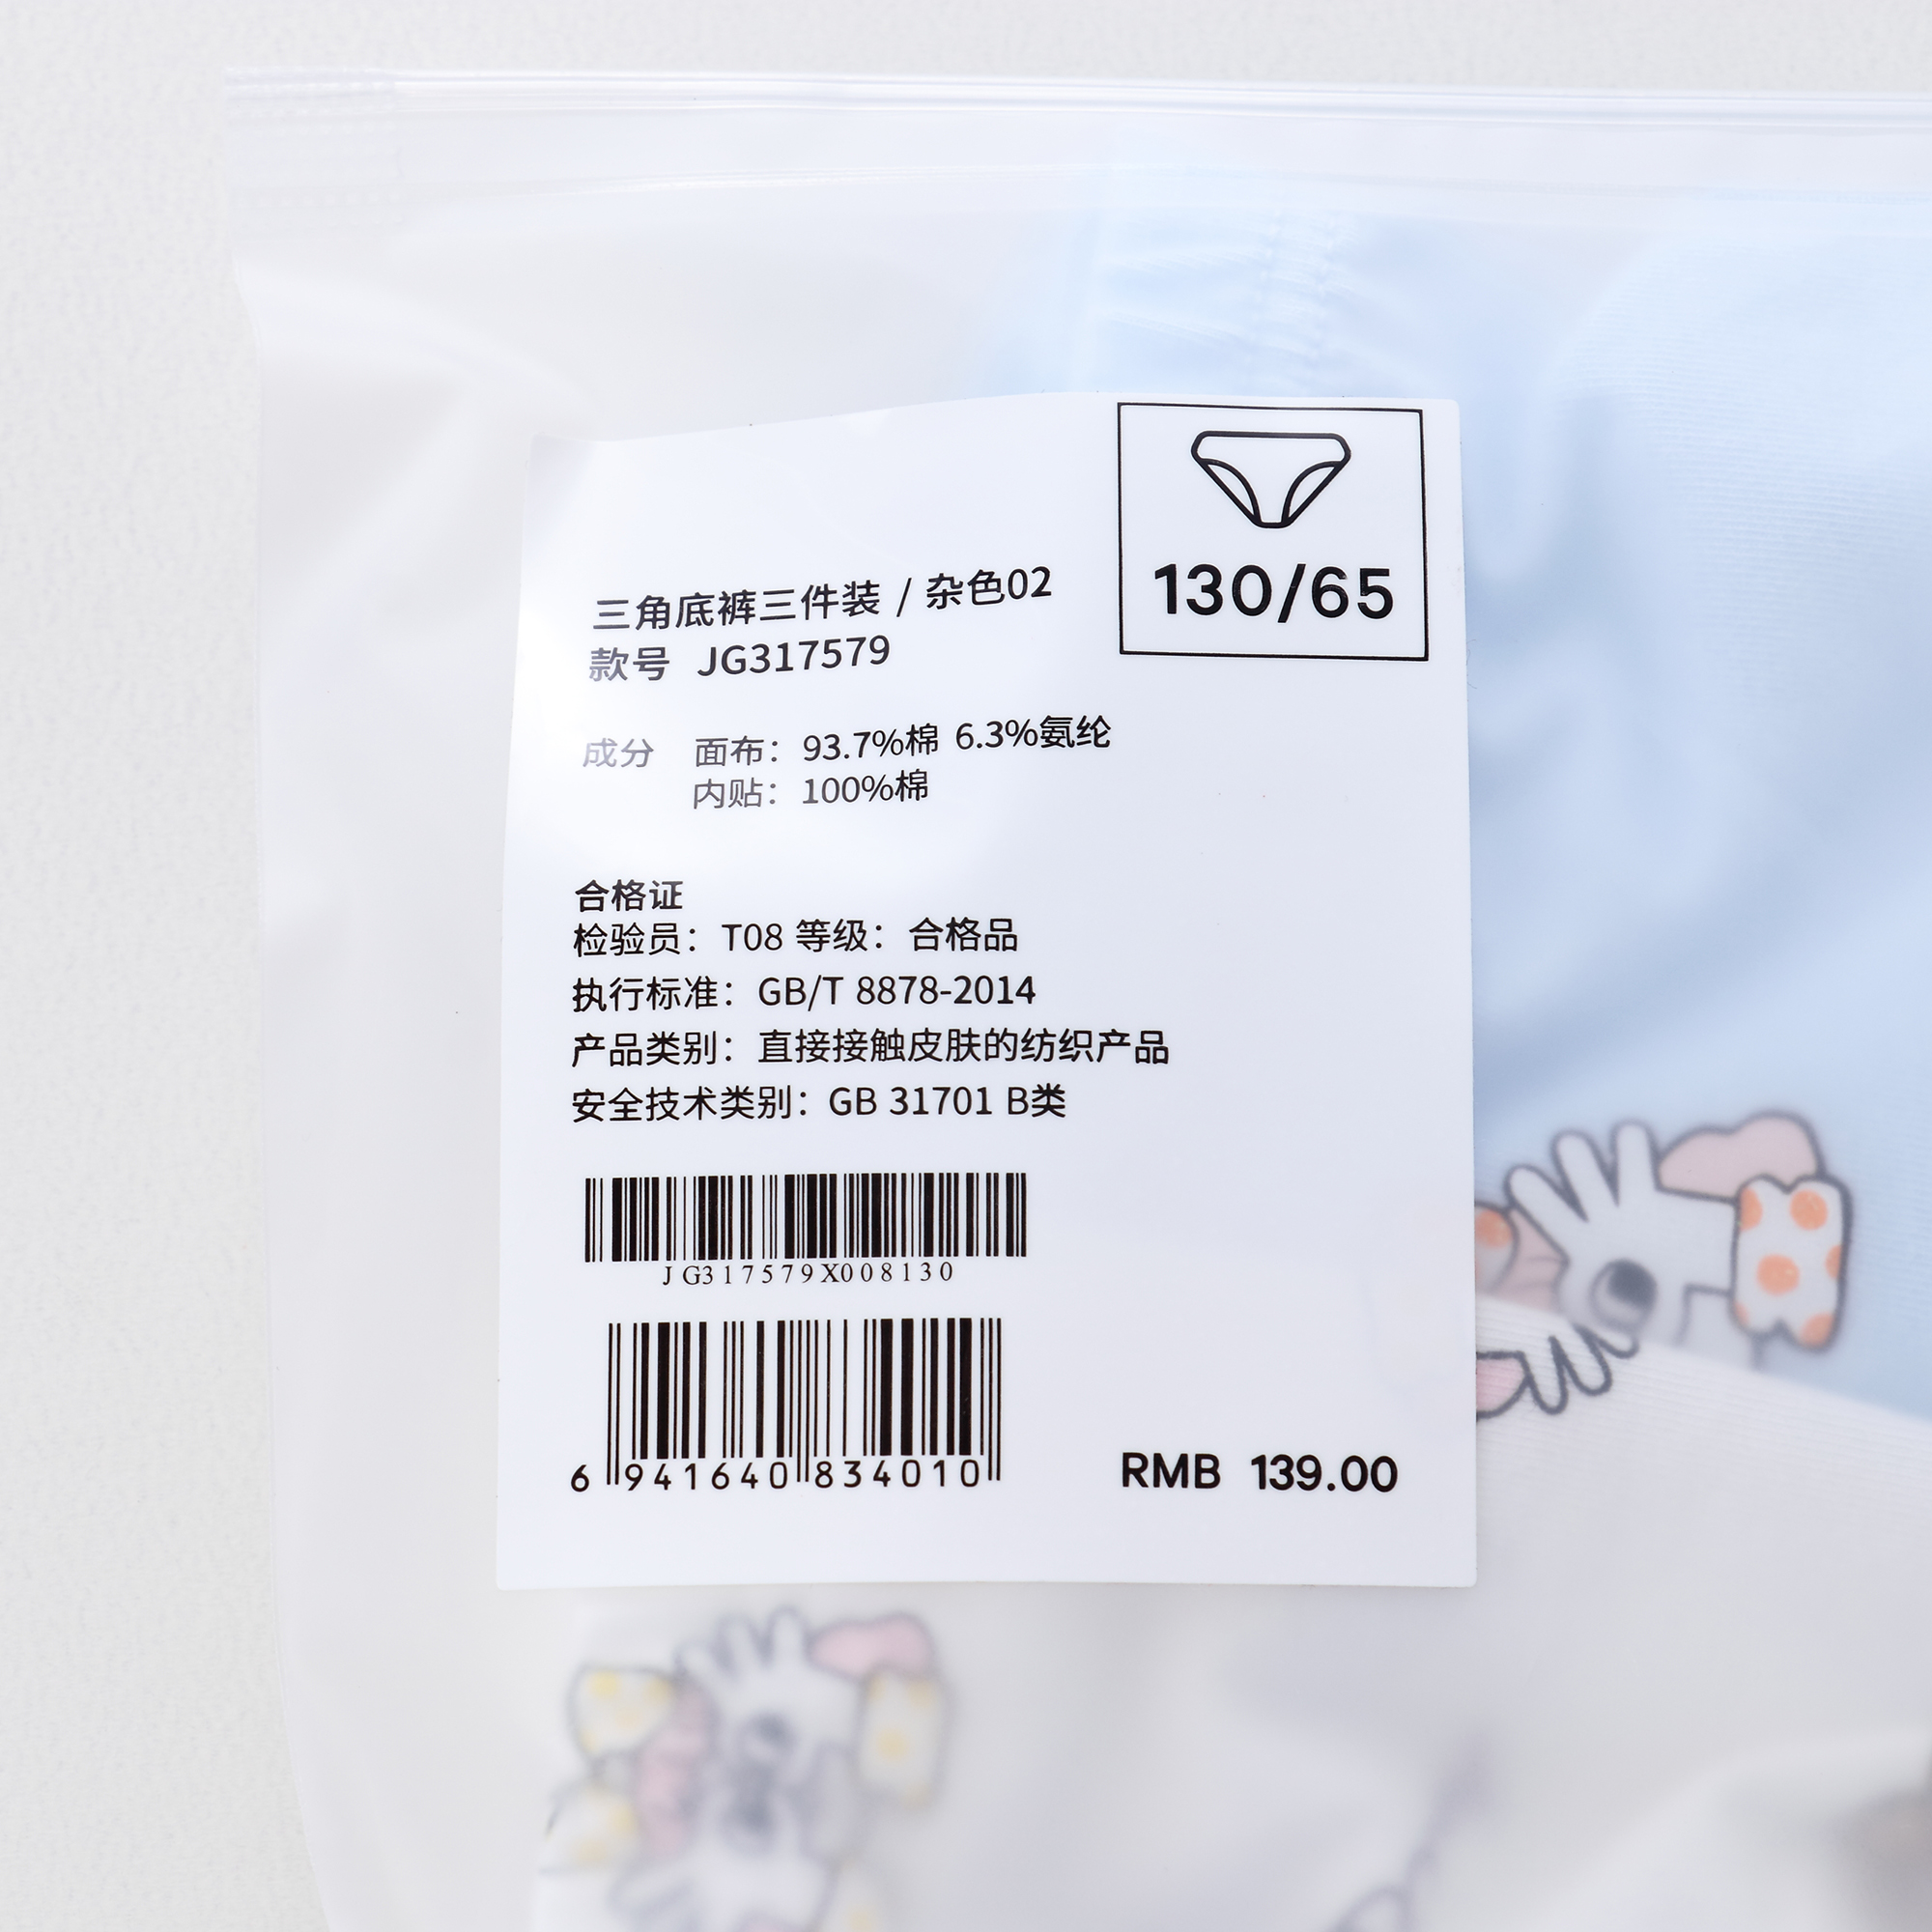 130/65
三角底裤三件装 / 杂色02
款号 JG317579
成分 面布：93.7%棉 6.3%氨纶
内贴：100%棉
合格证
检验员：T08 等级：合格品
执行标准：GB/T 8878-2014
产品类别：直接接触皮肤的纺织产品
安全技术类别：GB 31701 B类
JG317579X008130
6 941640 834010
RMB 139.00